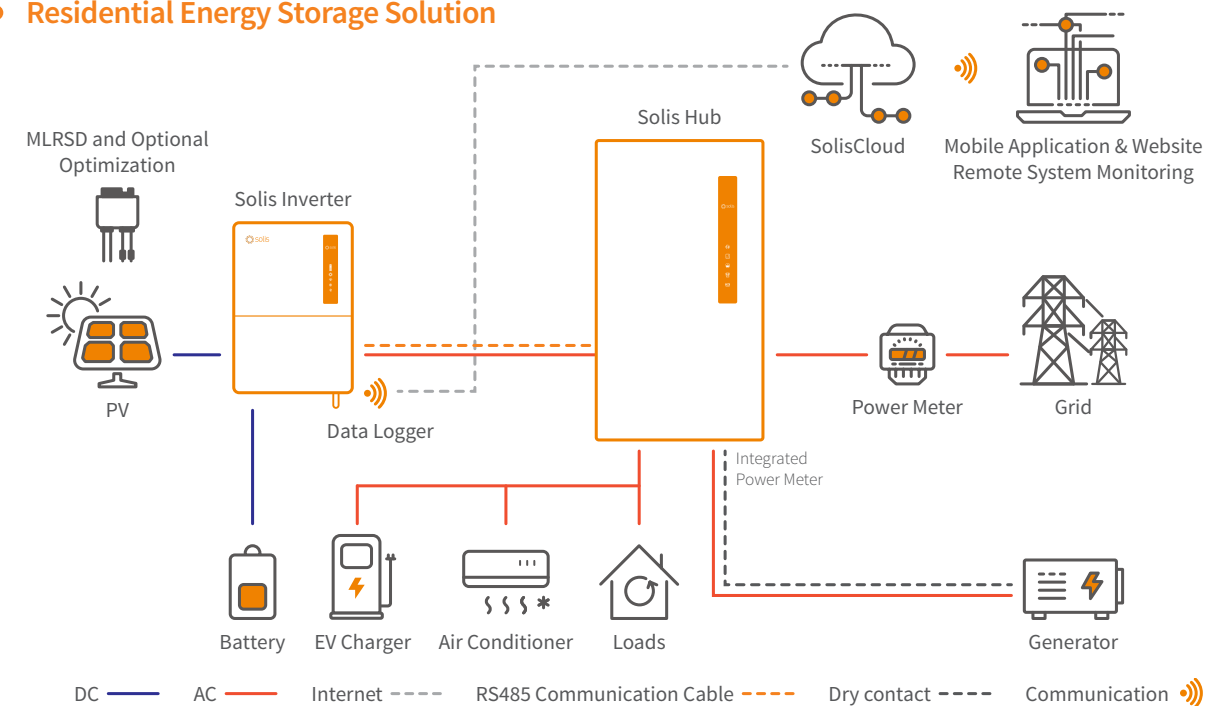 Residential Energy Storage Solution
MLRSD and Optional
Optimization
Solis Inverter
solis
Solis Hub
SolisCloud
Mobile Application & Website
Remote System Monitoring
PV
Data Logger
Power Meter
Grid
Integrated
Power Meter
Battery
EV Charger
Air Conditioner
Loads
Generator
DC
AC
Internet
RS485 Communication Cable
Dry contact
Communication